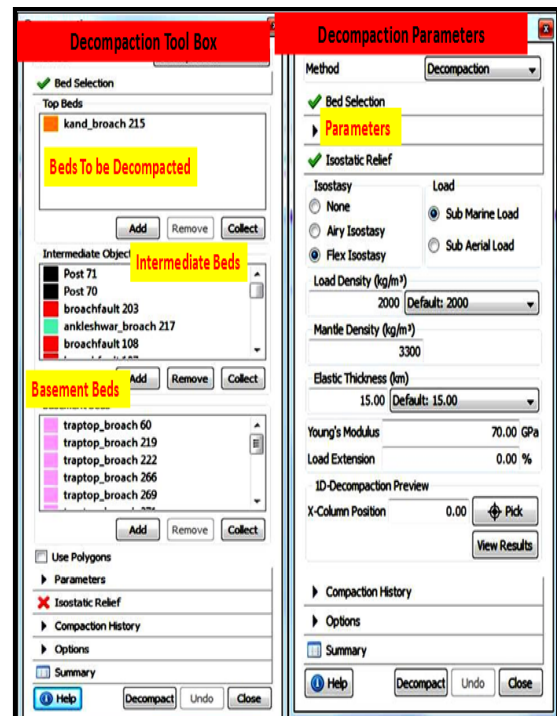 Decompaction Tool Box
Bed Selection
Top Beds
kand_broach 215
Beds To be Decompacted
Add Remove Collect
Intermediate Objec
Intermediate Beds
Post 71
Post 70
broachfault 203
ankleshwar_broach 217
broachfault 108
Add Remove Collect
Basement Beds
traptop_broach 60
traptop_broach 219
traptop_broach 222
traptop_broach 266
traptop_broach 269
Add Remove Collect
Use Polygons
Parameters
Isostatic Relief
Compaction History
Options
Summary
Help Decompact Undo Close
Decompaction Parameters
Method Decompaction
Bed Selection
Parameters
Isostatic Relief
Isostasy Load
None
Sub Marine Load
Airy Isostasy
Sub Aerial Load
Flex Isostasy
Load Density (kg/m³)
2000 Default: 2000
Mantle Density (kg/m³)
3300
Elastic Thickness (km)
15.00 Default: 15.00
Young's Modulus 70.00 GPa
Load Extension 0.00 %
1D-Decompaction Preview
X-Column Position 0.00 Pick
View Results
Compaction History
Options
Summary
Help Decompact Undo Close